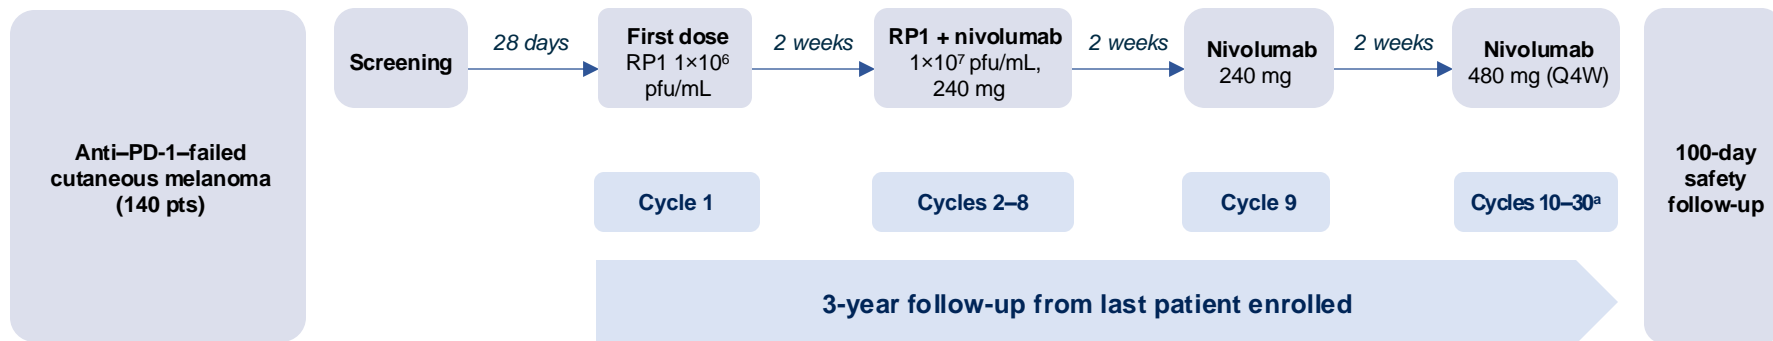 Anti–PD-1–failed
cutaneous melanoma
(140 pts)
Screening
28 days
First dose
RP1 1×10⁶
pfu/mL
2 weeks
RP1 + nivolumab
1×10⁷ pfu/mL,
240 mg
2 weeks
Nivolumab
240 mg
2 weeks
Nivolumab
480 mg (Q4W)
Cycle 1
Cycles 2–8
Cycle 9
Cycles 10–30ᵃ
3-year follow-up from last patient enrolled
100-day
safety
follow-up